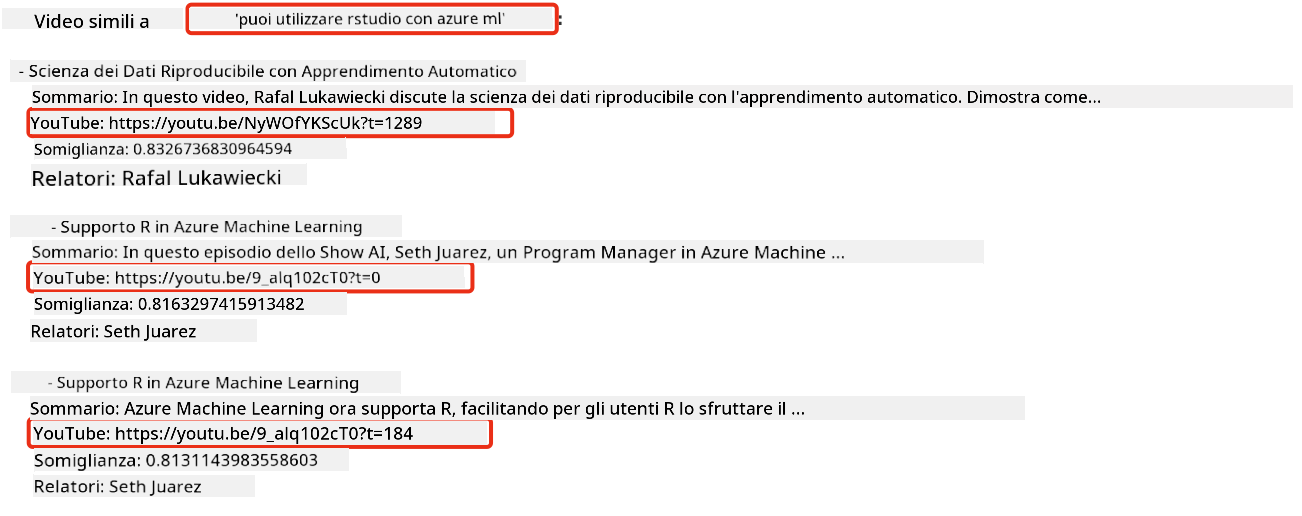 Video simili a 'puoi utilizzare rstudio con azure ml':
- Scienza dei Dati Riproducibile con Apprendimento Automatico
Sommario: In questo video, Rafal Lukawiecki discute la scienza dei dati riproducibile con l'apprendimento automatico. Dimostra come...
YouTube: https://youtu.be/NyWOfYKScUk?t=1289
Somiglianza: 0.8326736830964594
Relatori: Rafal Lukawiecki
- Supporto R in Azure Machine Learning
Sommario: In questo episodio dello Show AI, Seth Juarez, un Program Manager in Azure Machine ...
YouTube: https://youtu.be/9_alq102cT0?t=0
Somiglianza: 0.8163297415913482
Relatori: Seth Juarez
- Supporto R in Azure Machine Learning
Sommario: Azure Machine Learning ora supporta R, facilitando per gli utenti R lo sfruttare il ...
YouTube: https://youtu.be/9_alq102cT0?t=184
Somiglianza: 0.8131143983558603
Relatori: Seth Juarez